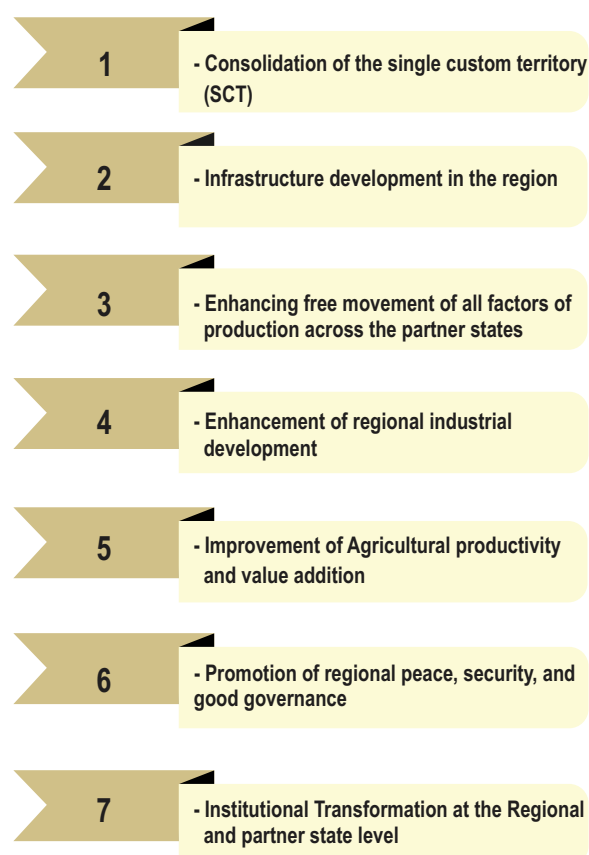 1
- Consolidation of the single custom territory
(SCT)
2
- Infrastructure development in the region
3
- Enhancing free movement of all factors of
production across the partner states
4
- Enhancement of regional industrial
development
5
- Improvement of Agricultural productivity
and value addition
6
- Promotion of regional peace, security, and
good governance
7
- Institutional Transformation at the Regional
and partner state level